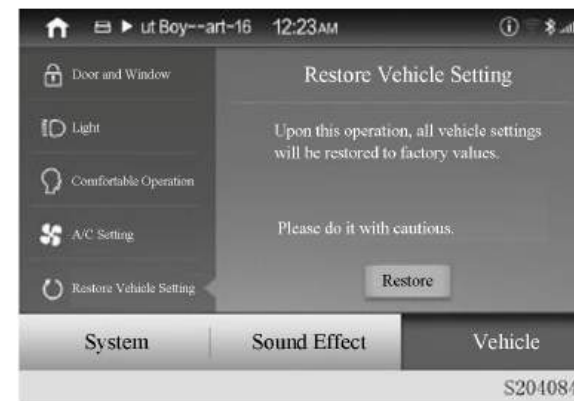 ut Boy--art-16 12:23AM
Door and Window
Light
Comfortable Operation
A/C Setting
Restore Vehicle Setting
Restore Vehicle Setting
Upon this operation, all vehicle settings
will be restored to factory values.
Please do it with cautious.
Restore
System Sound Effect Vehicle
S204084